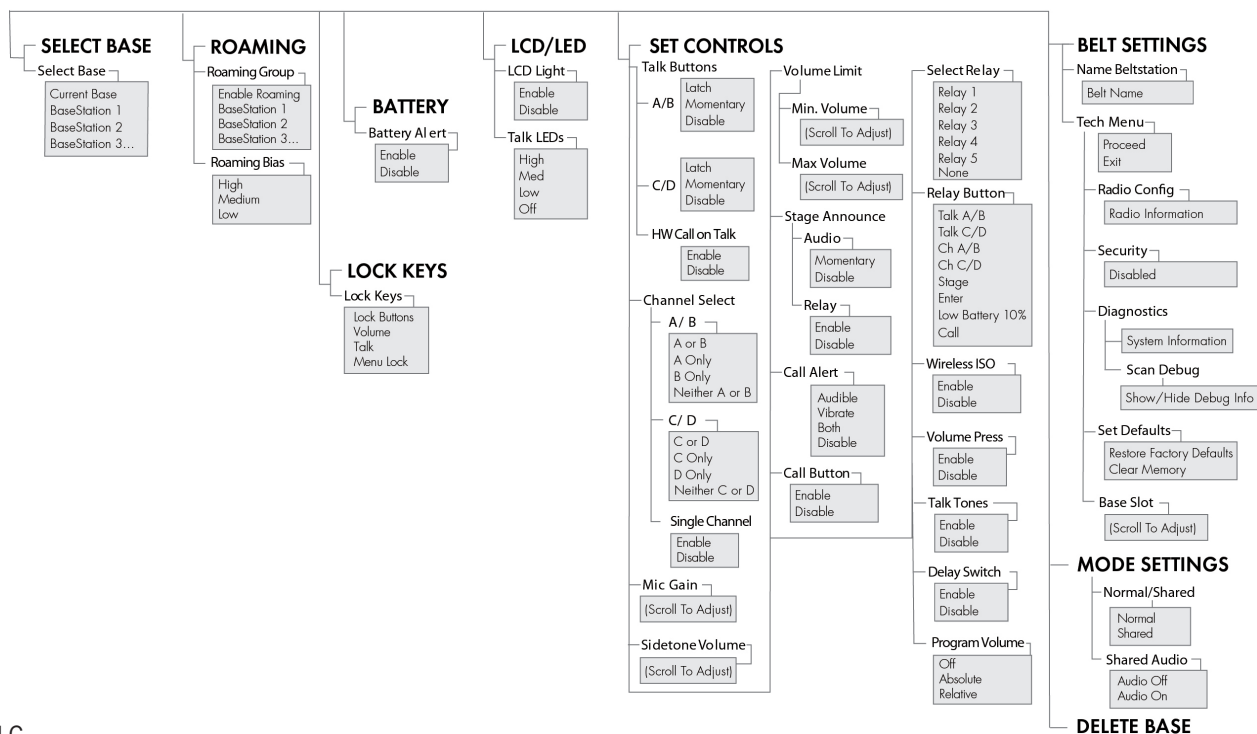 SELECT BASE
Select Base
Current Base
BaseStation 1
BaseStation 2
BaseStation 3...
ROAMING
Roaming Group
Enable Roaming
BaseStation 1
BaseStation 2
BaseStation 3...
Roaming Bias
High
Medium
Low
LOCK KEYS
Lock Keys
Lock Buttons
Volume
Talk
Menu Lock
BATTERY
Battery Alert
Enable
Disable
LCD/LED
LCD Light
Enable
Disable
Talk LEDs
High
Med
Low
Off
SET CONTROLS
Talk Buttons
A/B
Latch
Momentary
Disable
C/D
Latch
Momentary
Disable
HW Call on Talk
Enable
Disable
Channel Select
A/ B
A or B
A Only
B Only
Neither A or B
C/ D
C or D
C Only
D Only
Neither C or D
Single Channel
Enable
Disable
Mic Gain
(Scroll To Adjust)
Sidetone Volume
(Scroll To Adjust)
Volume Limit
Min. Volume
(Scroll To Adjust)
Max Volume
(Scroll To Adjust)
Stage Announce
Audio
Momentary
Disable
Relay
Enable
Disable
Call Alert
Audible
Vibrate
Both
Disable
Call Button
Enable
Disable
Select Relay
Relay 1
Relay 2
Relay 3
Relay 4
Relay 5
None
Relay Button
Talk A/B
Talk C/D
Ch A/B
Ch C/D
Stage
Enter
Low Battery 10%
Call
Wireless ISO
Enable
Disable
Volume Press
Enable
Disable
Talk Tones
Enable
Disable
Delay Switch
Enable
Disable
Program Volume
Off
Absolute
Relative
BELT SETTINGS
Name Beltstation
Belt Name
Tech Menu
Proceed
Exit
Radio Config
Radio Information
Security
Disabled
Diagnostics
System Information
Scan Debug
Show/Hide Debug Info
Set Defaults
Restore Factory Defaults
Clear Memory
Base Slot
(Scroll To Adjust)
MODE SETTINGS
Normal/Shared
Normal
Shared
Shared Audio
Audio Off
Audio On
DELETE BASE